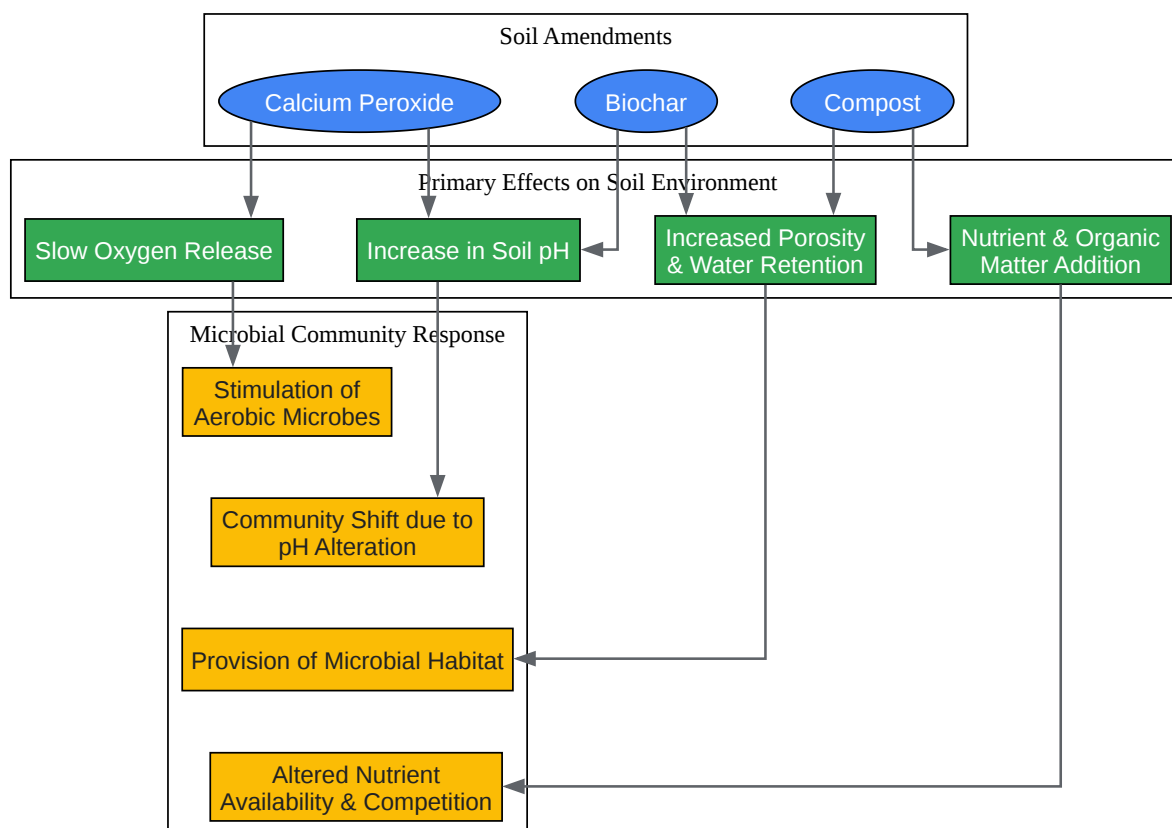 Soil Amendments
Calcium Peroxide
Biochar
Compost
Primary Effects on Soil Environment
Slow Oxygen Release
Increase in Soil pH
Increased Porosity
& Water Retention
Nutrient & Organic
Matter Addition
Microbial Community Response
Stimulation of
Aerobic Microbes
Community Shift due to
pH Alteration
Provision of Microbial Habitat
Altered Nutrient
Availability & Competition